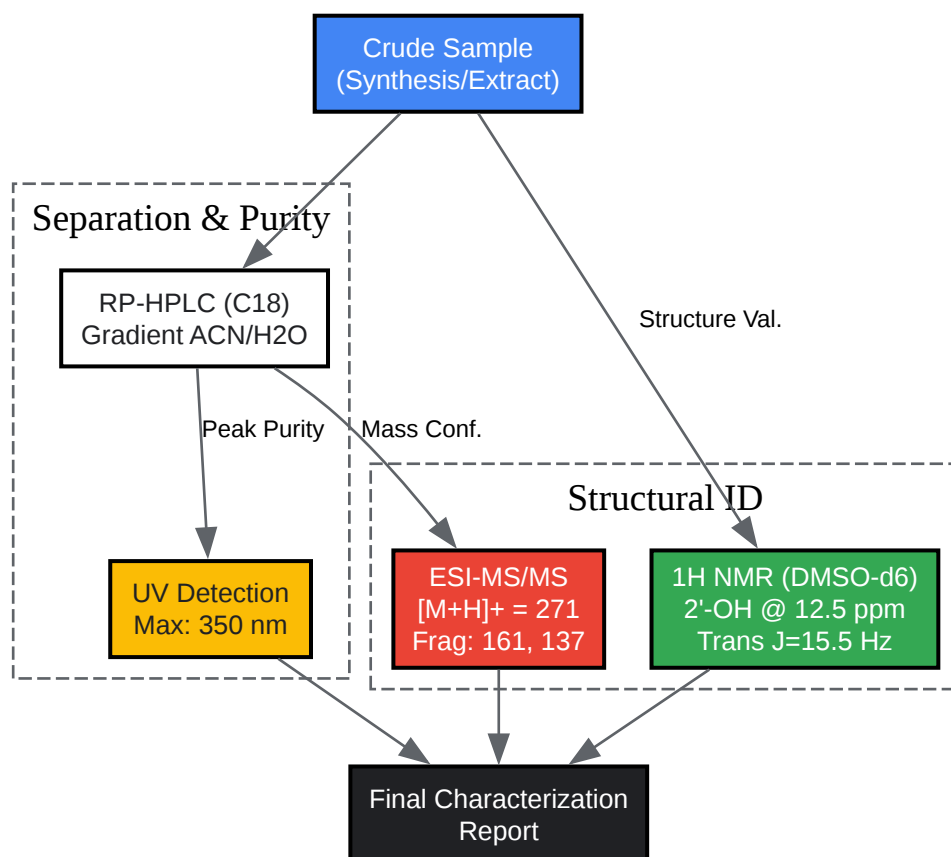 Crude Sample
(Synthesis/Extract)
Separation & Purity
RP-HPLC (C18)
Gradient ACN/H2O
Structure Val.
Peak Purity
Mass Conf.
Structural ID
UV Detection
Max: 350 nm
ESI-MS/MS
[M+H]+ = 271
Frag: 161, 137
1H NMR (DMSO-d6)
2'-OH @ 12.5 ppm
Trans J=15.5 Hz
Final Characterization
Report